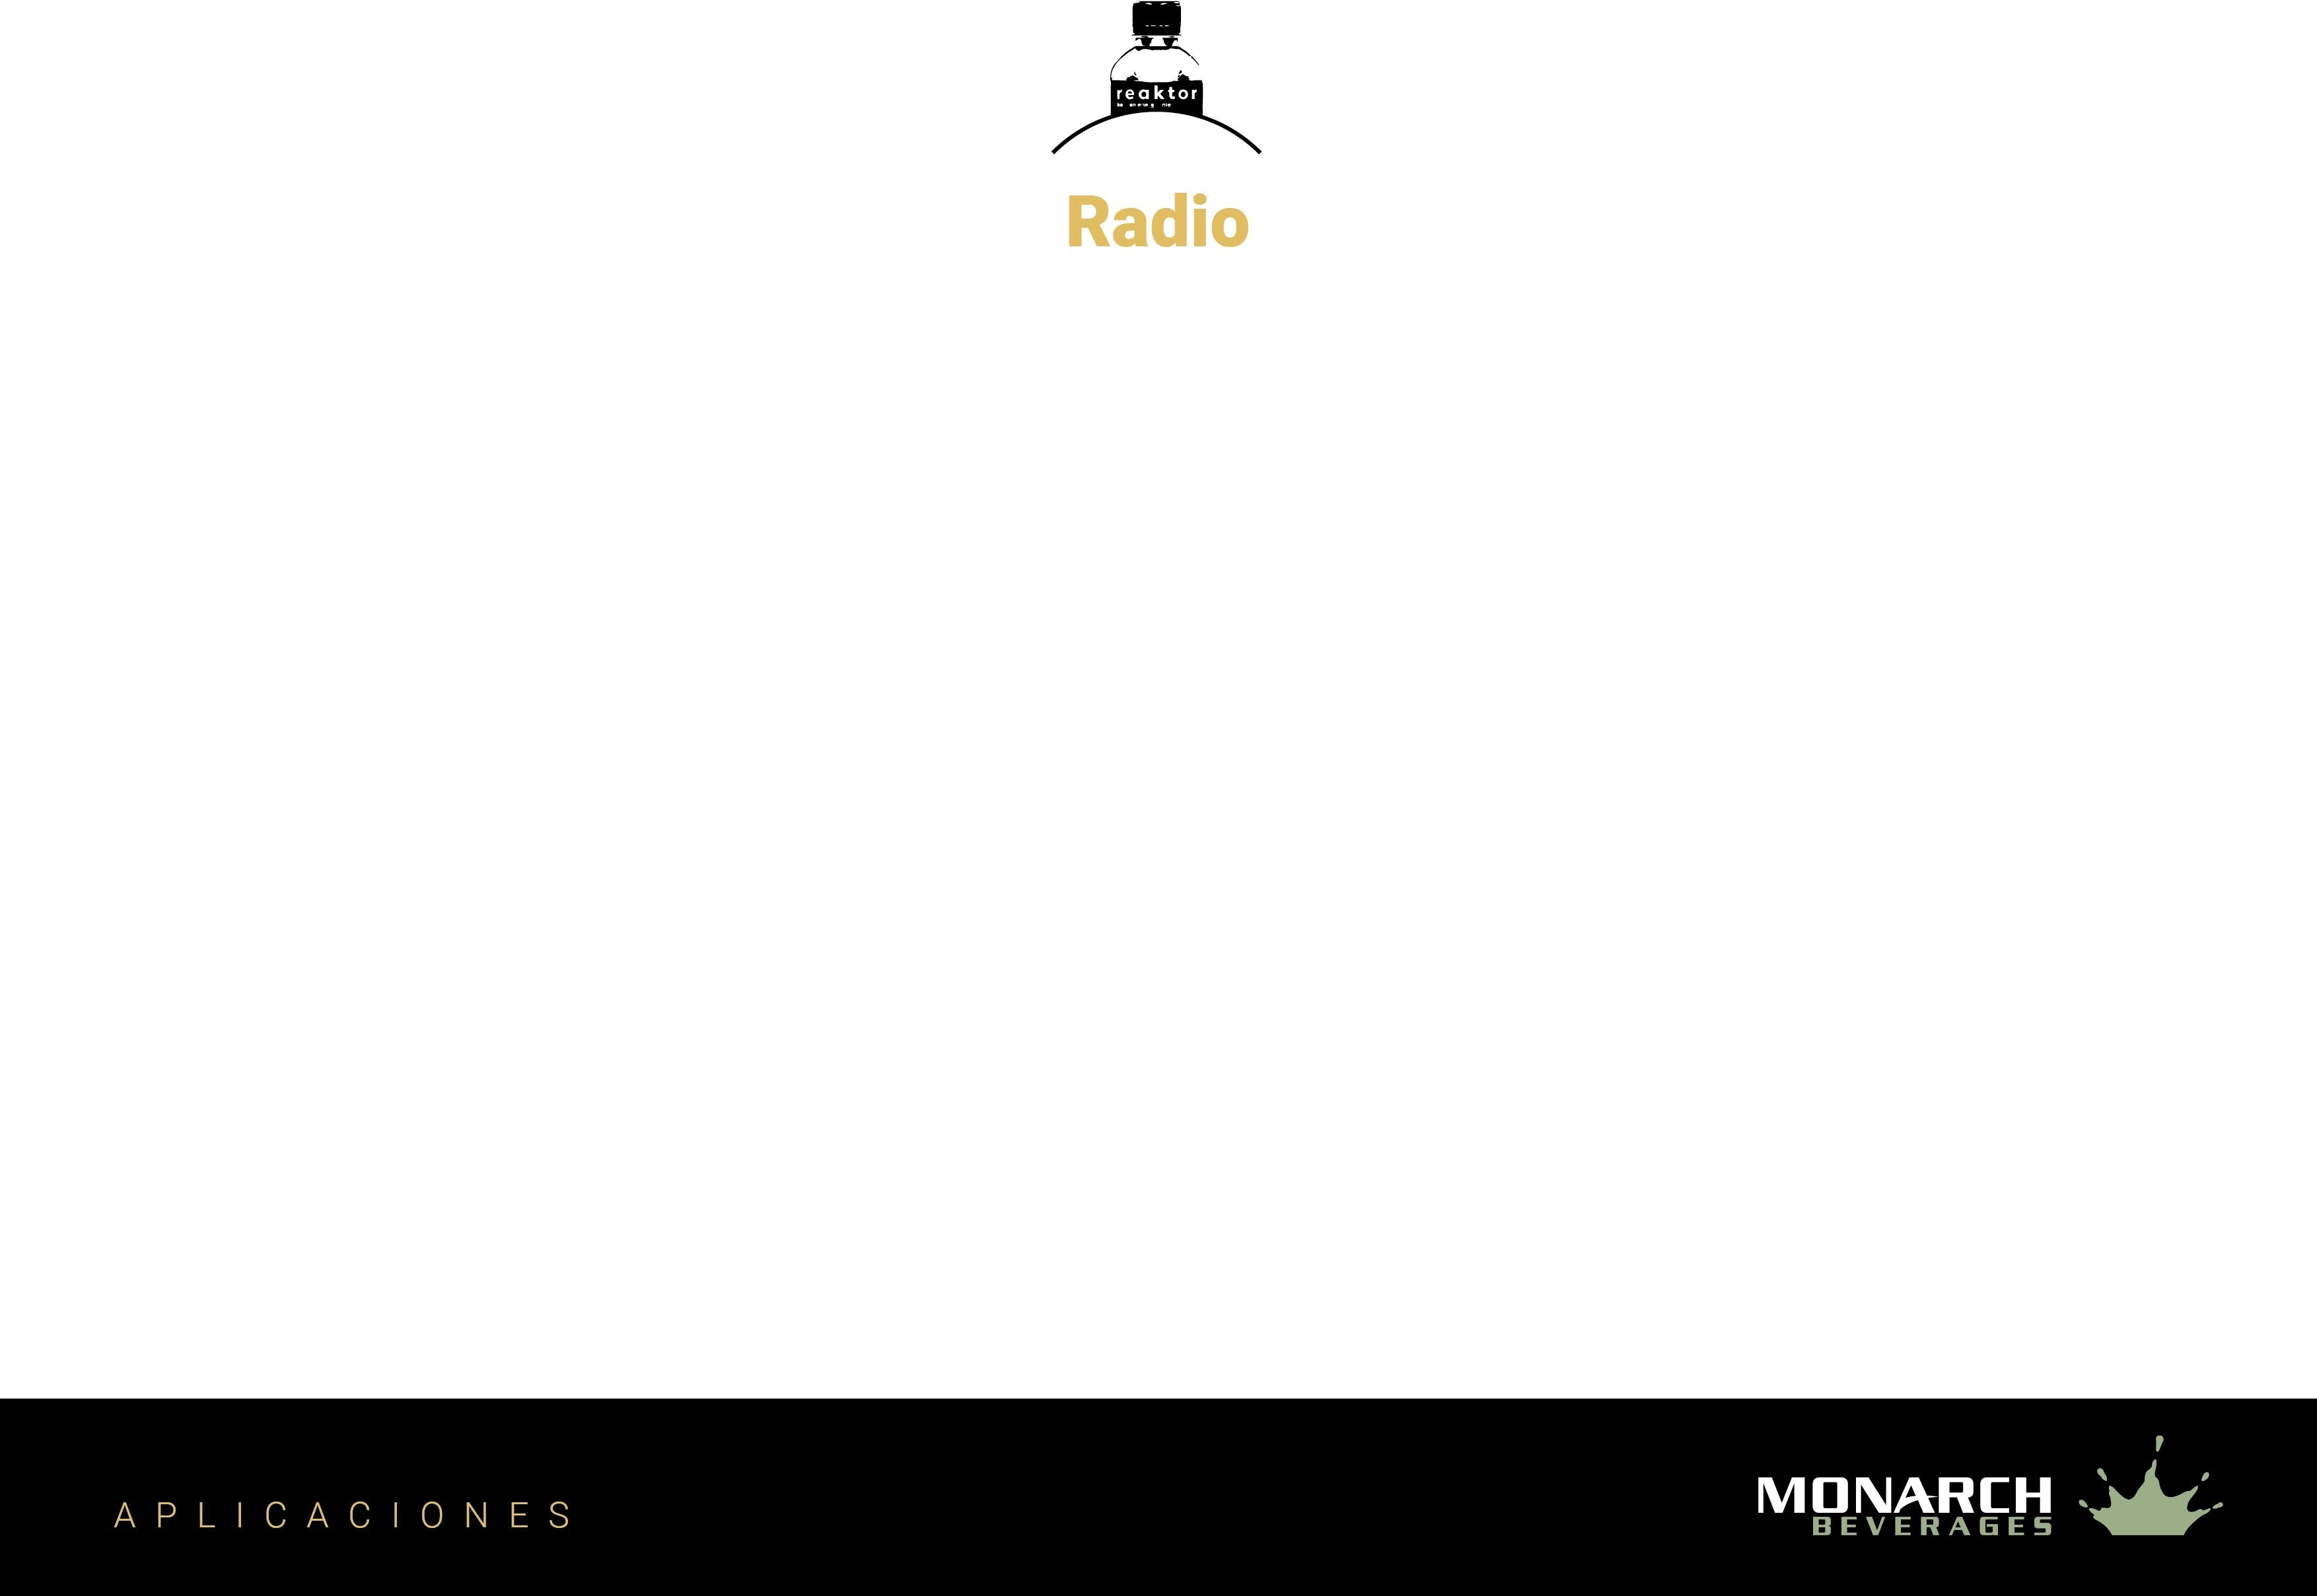 reaktor
Radio
APLICACIONES
MONARCH
BEVERAGES